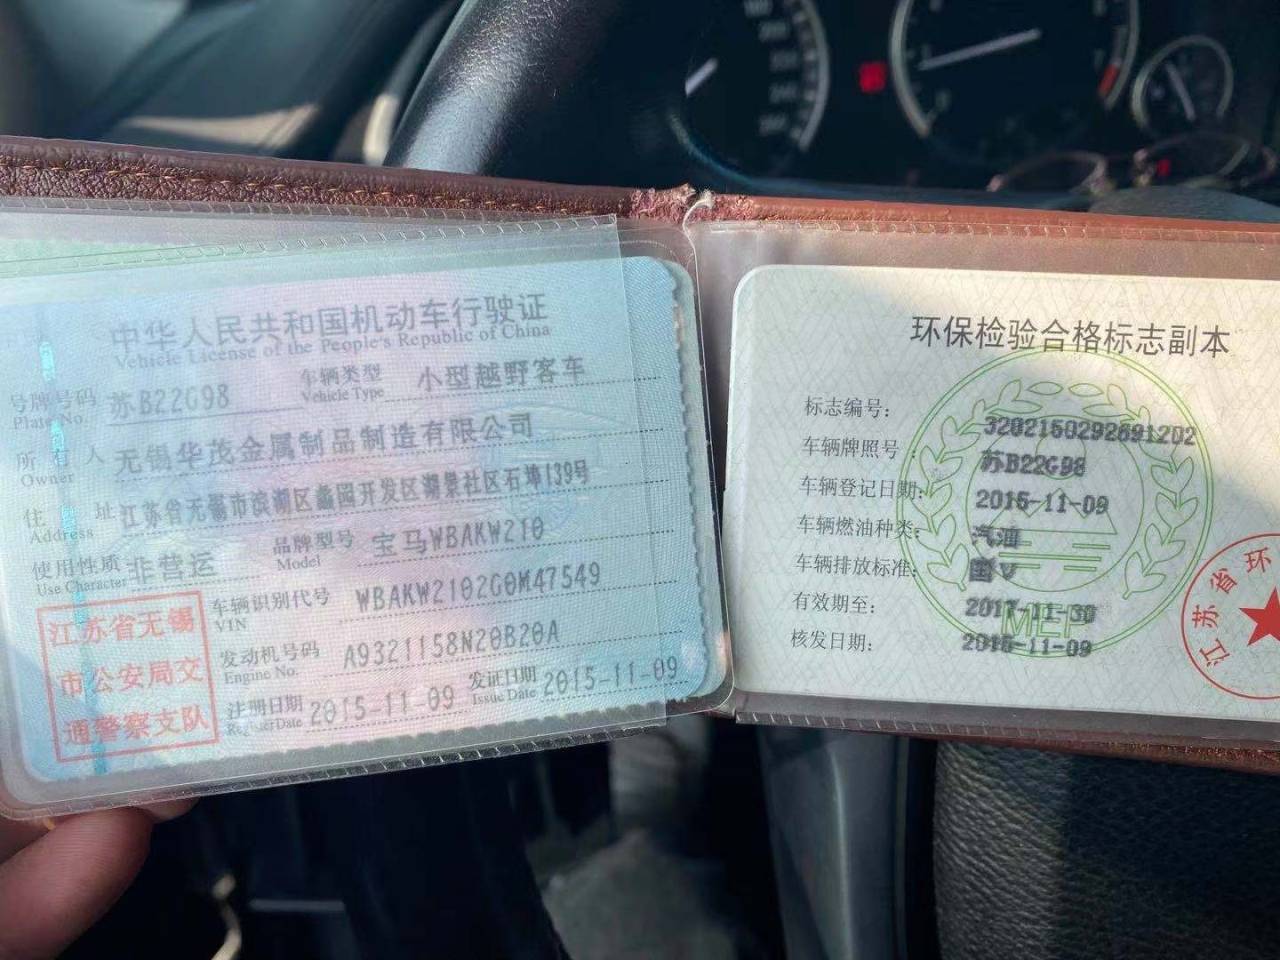 中华人民共和国机动车行驶证
Vehicle License of the People's Republic of China
号牌号码 苏B22G98 车辆类型 小型越野客车
Plate No. Vehicle Type
所有人 无锡华茂金属制品制造有限公司
Owner
住址 江苏省无锡市滨湖区蠡园开发区湖景社区石埠139号
Address
使用性质 非营运 品牌型号 宝马WBAKW210
Use Character Model
江苏省无锡
市公安局交
通警察支队
车辆识别代号 WBAKW2102G0M47549
VIN
发动机号码 A9321158N20B20A
Engine No.
注册日期 2015-11-09 发证日期 2015-11-09
Register Date Issue Date
环保检验合格标志副本
标志编号: 3202150292691202
车辆牌照号 苏B22G98
车辆登记日期: 2015-11-09
车辆燃油种类: 汽油
车辆排放标准: 国V
有效期至: 2017-11-30
核发日期: 2015-11-09
MEP
江苏省环